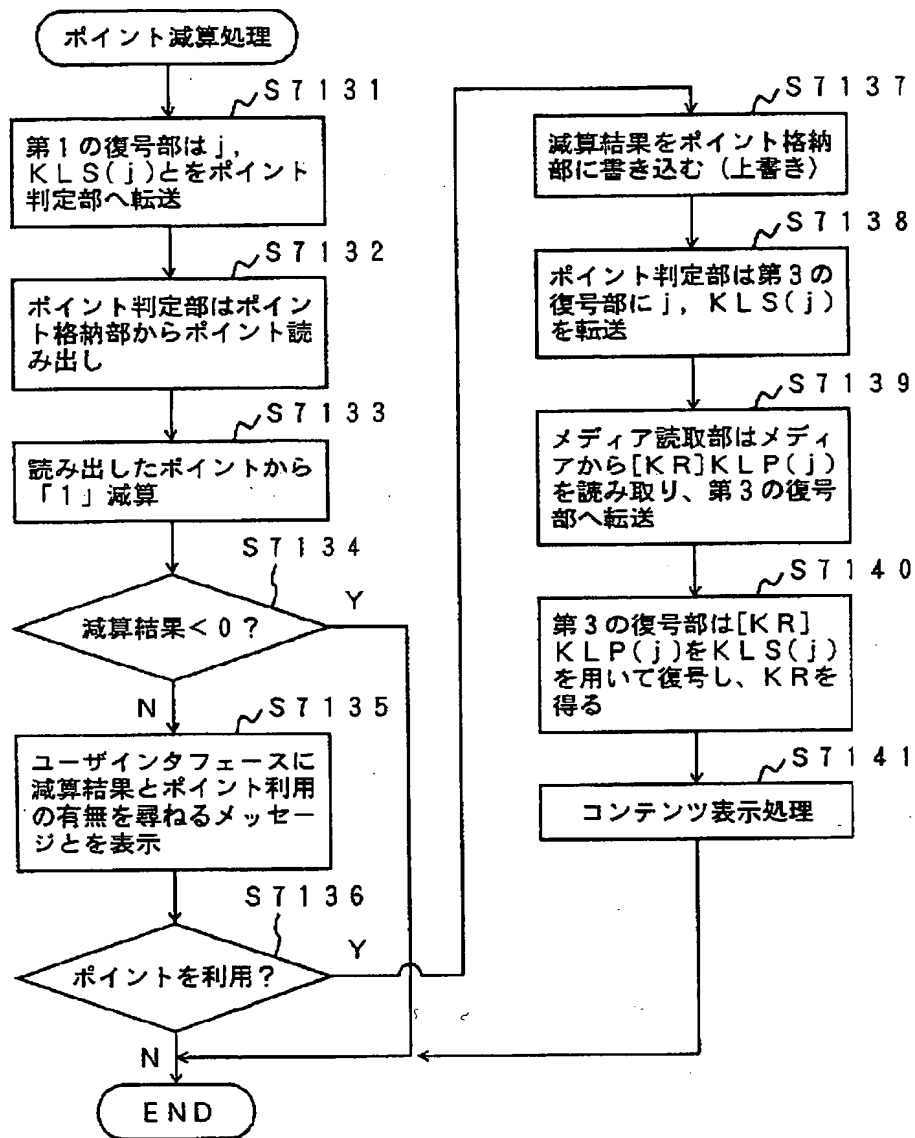 ポイント減算処理
S7131
第1の復号部はj,
KLS(j)とをポイント
判定部へ転送
S7132
ポイント判定部はポイン
ト格納部からポイント読
み出し
S7133
読み出したポイントから
「1」減算
S7134
減算結果<0?
Y
N
S7135
ユーザインタフェースに
減算結果とポイント利用
の有無を尋ねるメッセー
ジとを表示
S7136
ポイントを利用?
Y
N
END
S7137
減算結果をポイント格納
部に書き込む(上書き)
S7138
ポイント判定部は第3の
復号部にj,KLS(j)
を転送
S7139
メディア読取部はメディ
アから[KR]KLP(j)
を読み取り、第3の復号
部へ転送
S7140
第3の復号部は[KR]
KLP(j)をKLS(j)
を用いて復号し、KRを
得る
S7141
コンテンツ表示処理